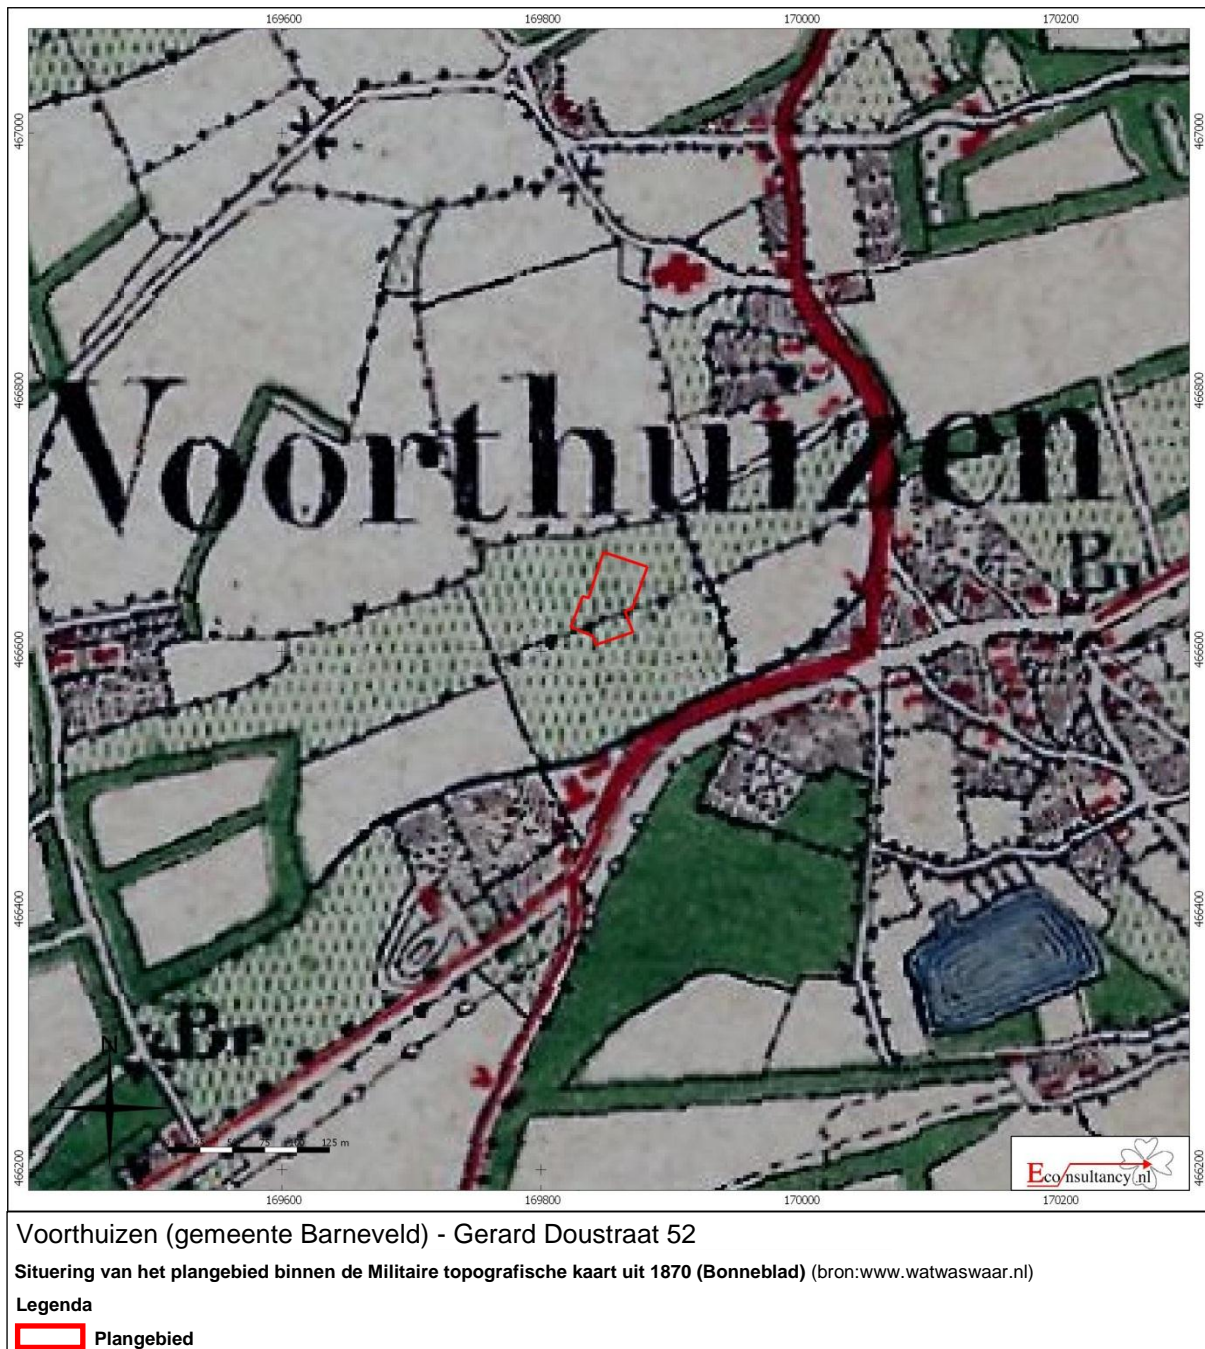 169600 169800 170000 170200
467000 467000
466800 466800
Voorthuizen
Br
466600 466600
466400 466400
Br
N
75 125 m
466200 466200
Econsultancy.nl
169600 169800 170000 170200
Voorthuizen (gemeente Barneveld) - Gerard Doustraat 52
Situering van het plangebied binnen de Militaire topografische kaart uit 1870 (Bonneblad) (bron:www.watwaswaar.nl)
Legenda
Plangebied